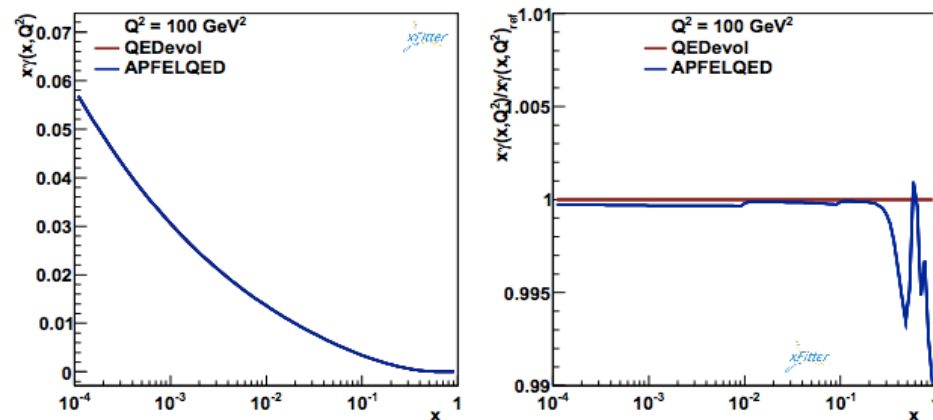 Q² = 100 GeV²
QEDevol
APFELQED
xFitter
xγ(x,Q²)
0.07
0.06
0.05
0.04
0.03
0.02
0.01
0
10⁻⁴
10⁻³
10⁻²
10⁻¹
1
x
Q² = 100 GeV²
QEDevol
APFELQED
xFitter
xγ(x,Q²)/xγ(x,Q²)ref
1.01
1.005
1
0.995
0.99
10⁻⁴
10⁻³
10⁻²
10⁻¹
1
x